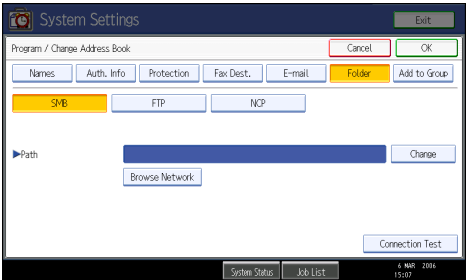 System Settings
Exit
Program / Change Address Book
Cancel
OK
Names
Auth. Info
Protection
Fax Dest.
E-mail
Folder
Add to Group
SMB
FTP
NCP
▶Path
Change
Browse Network
Connection Test
System Status
Job List
6 MAR 2006
15:07